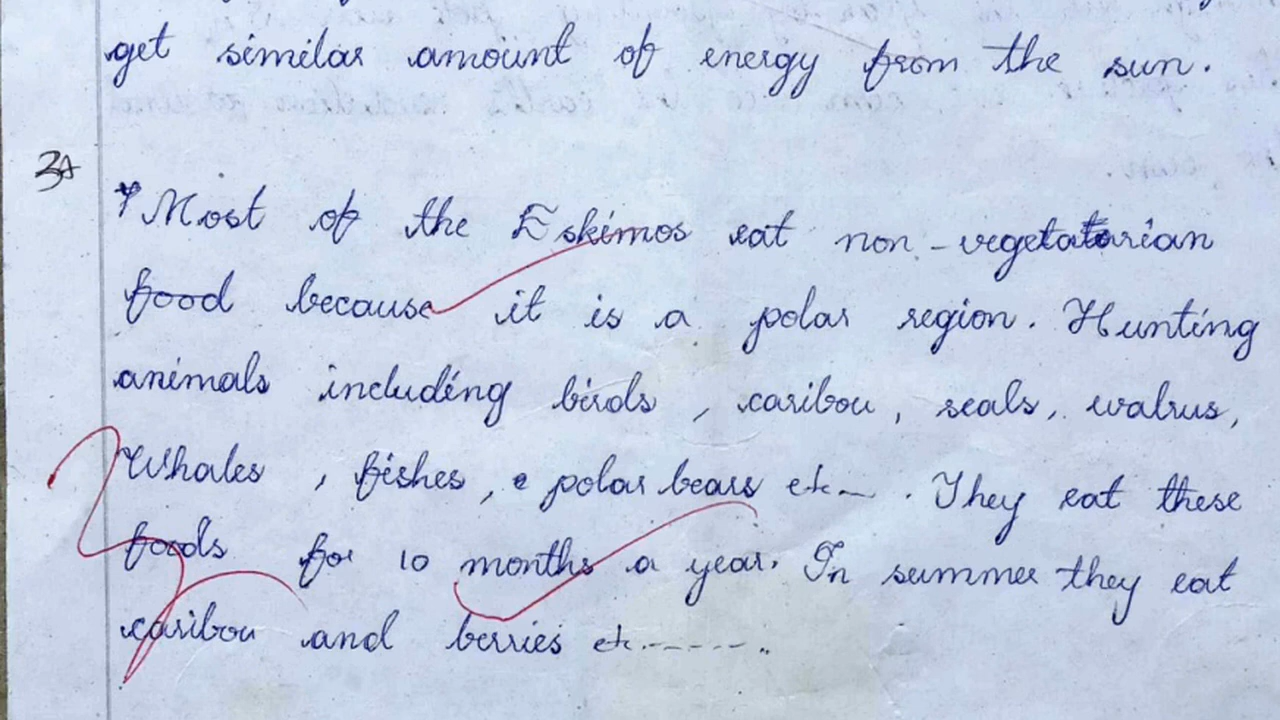 get similar amount of energy from the sun.
3A
Most of the Eskimos eat non-vegetatarian
food because it is a polar region. Hunting
animals including birds, caribou, seals, walrus,
Whales, fishes, polar bears etc. They eat these
foods for 10 months a year. In summer they eat
caribou and berries etc------..